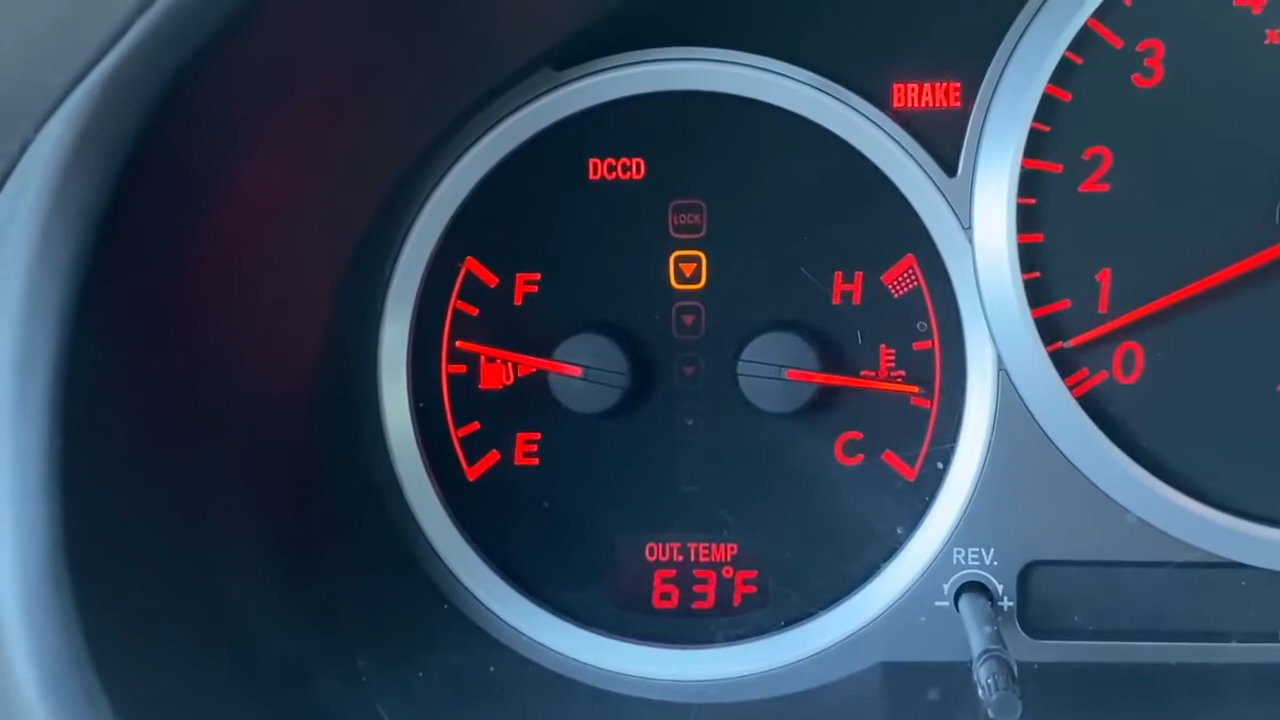 BRAKE
3
DCCD
2
LOCK
F
H
1
0
E
C
OUT. TEMP
63°F
REV.
- +